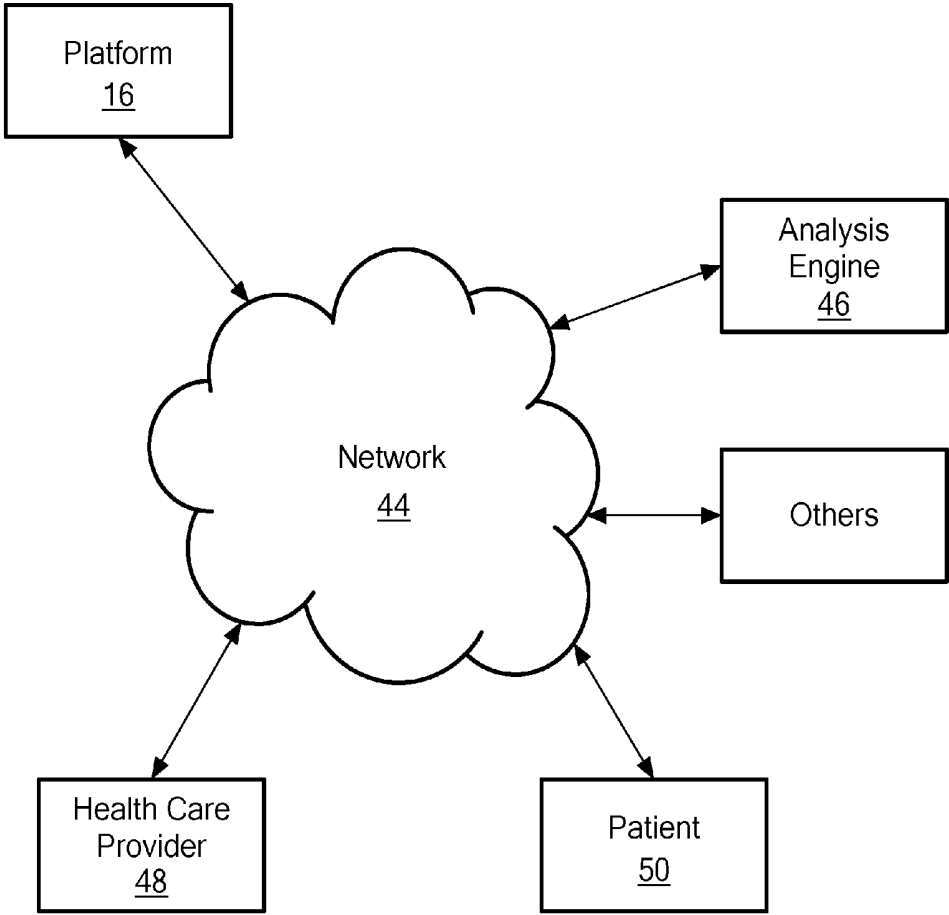 Platform
16
Analysis
Engine
46
Network
44
Others
Health Care
Provider
48
Patient
50